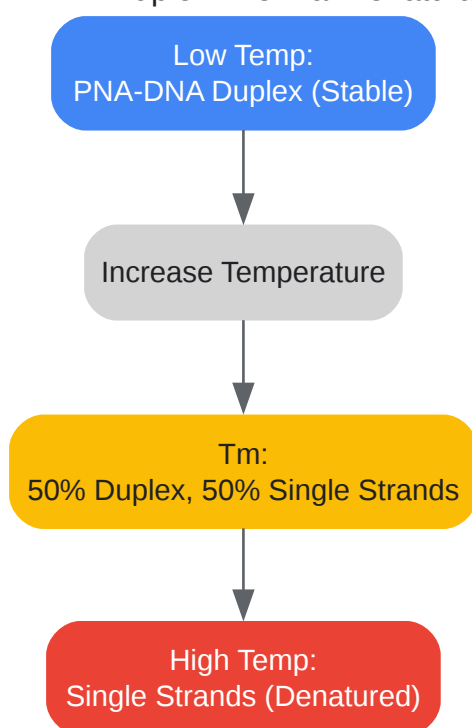 Low Temp:
PNA-DNA Duplex (Stable)
Increase Temperature
Tm:
50% Duplex, 50% Single Strands
High Temp:
Single Strands (Denatured)